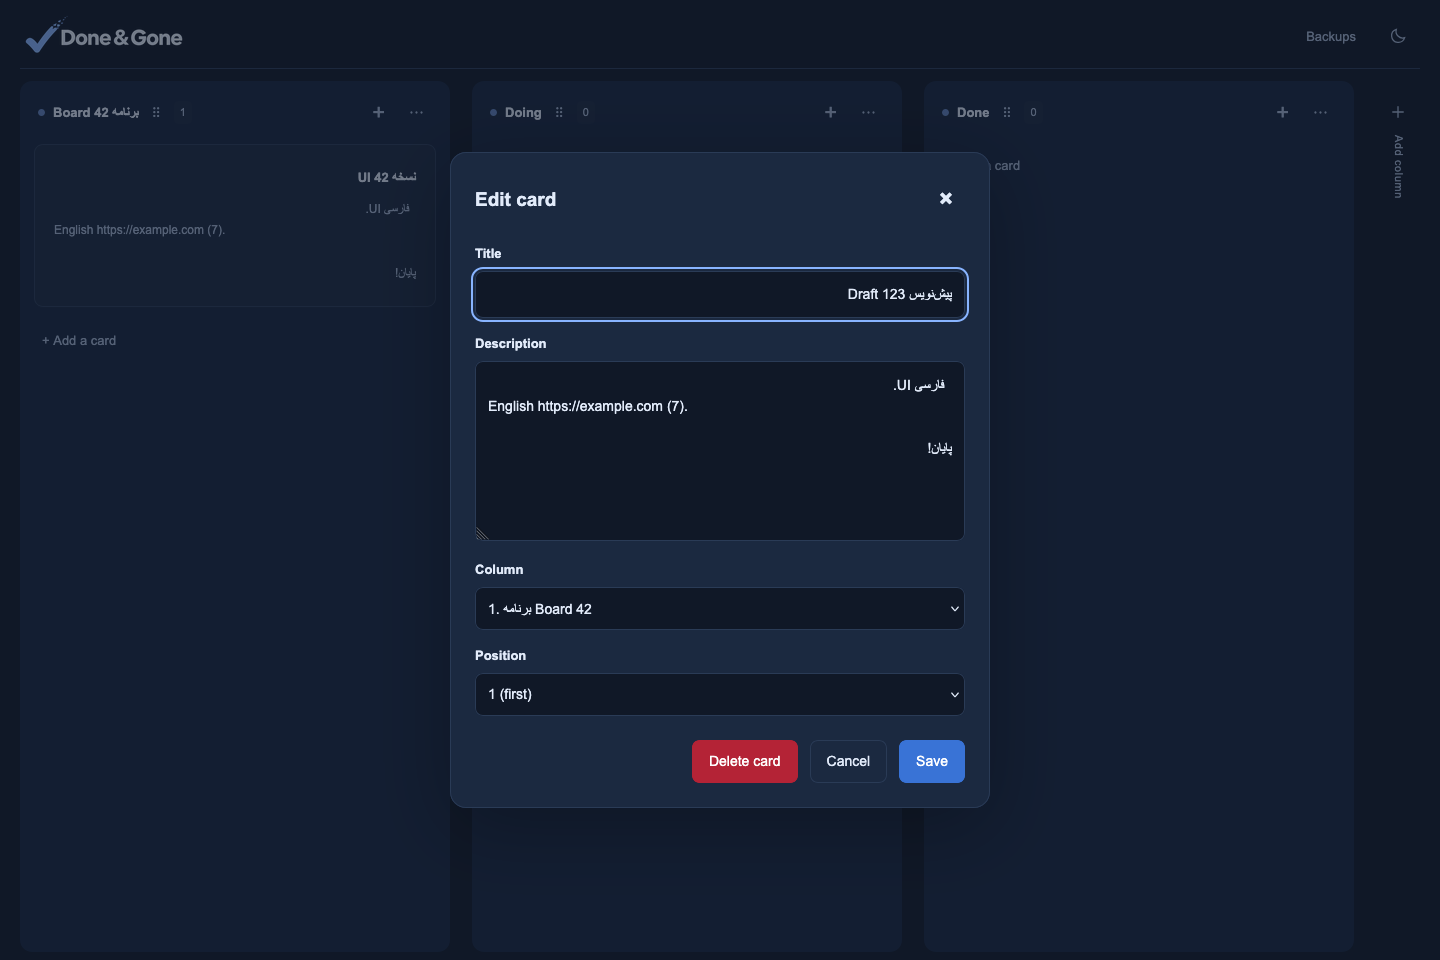 Done & Gone
Backups
برنامه Board 42
1
نسخه UI 42
فارسی UI.
English https://example.com (7).
پایان!
+ Add a card
Doing
0
Done
0
card
Add column
Edit card
Title
پیش‌نویس Draft 123
Description
فارسی UI.
English https://example.com (7).
پایان!
Column
1. برنامه Board 42
Position
1 (first)
Delete card
Cancel
Save